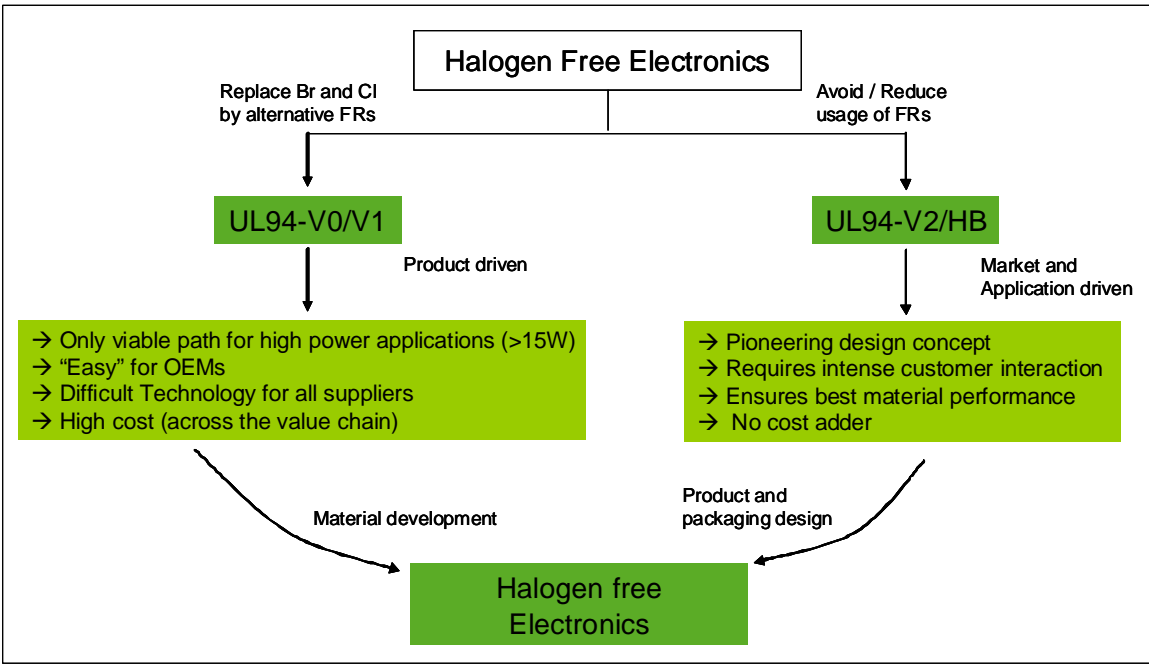 Halogen Free Electronics
Replace Br and Cl
by alternative FRs
Avoid / Reduce
usage of FRs
UL94-V0/V1
UL94-V2/HB
Product driven
Market and
Application driven
→ Only viable path for high power applications (>15W)
→ “Easy” for OEMs
→ Difficult Technology for all suppliers
→ High cost (across the value chain)
→ Pioneering design concept
→ Requires intense customer interaction
→ Ensures best material performance
→ No cost adder
Material development
Product and
packaging design
Halogen free
Electronics